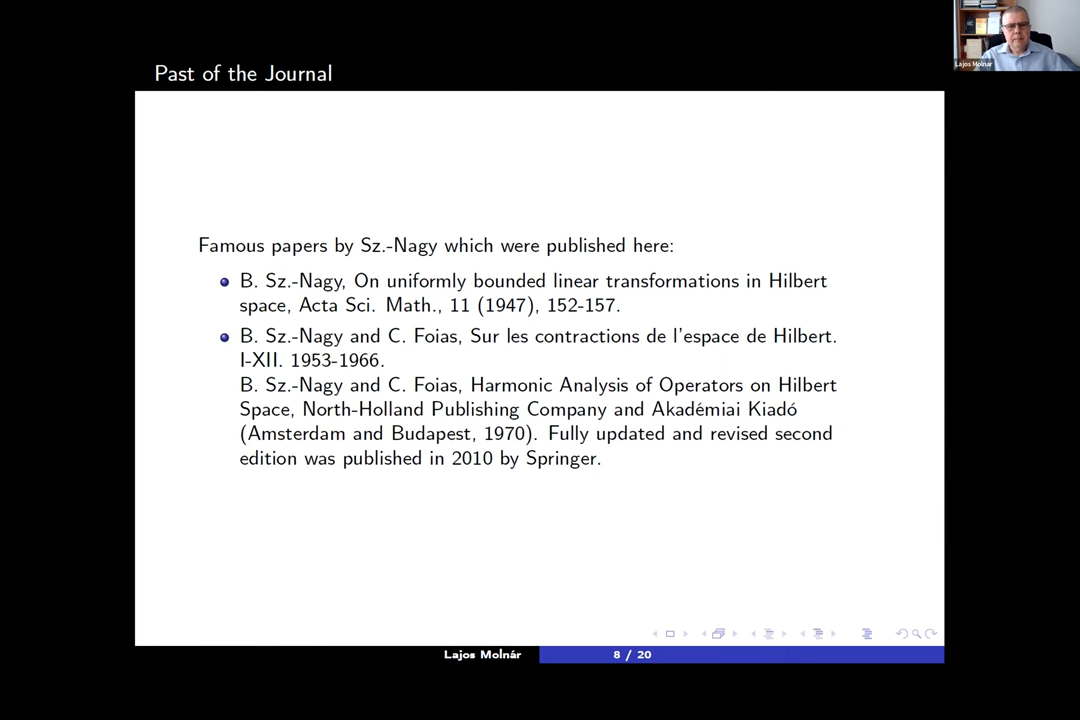 Past of the Journal
Lajos Molnár
Famous papers by Sz.-Nagy which were published here:
B. Sz.-Nagy, On uniformly bounded linear transformations in Hilbert
space, Acta Sci. Math., 11 (1947), 152-157.
B. Sz.-Nagy and C. Foias, Sur les contractions de l'espace de Hilbert.
I-XII. 1953-1966.
B. Sz.-Nagy and C. Foias, Harmonic Analysis of Operators on Hilbert
Space, North-Holland Publishing Company and Akadémiai Kiadó
(Amsterdam and Budapest, 1970). Fully updated and revised second
edition was published in 2010 by Springer.
Lajos Molnár
8 / 20